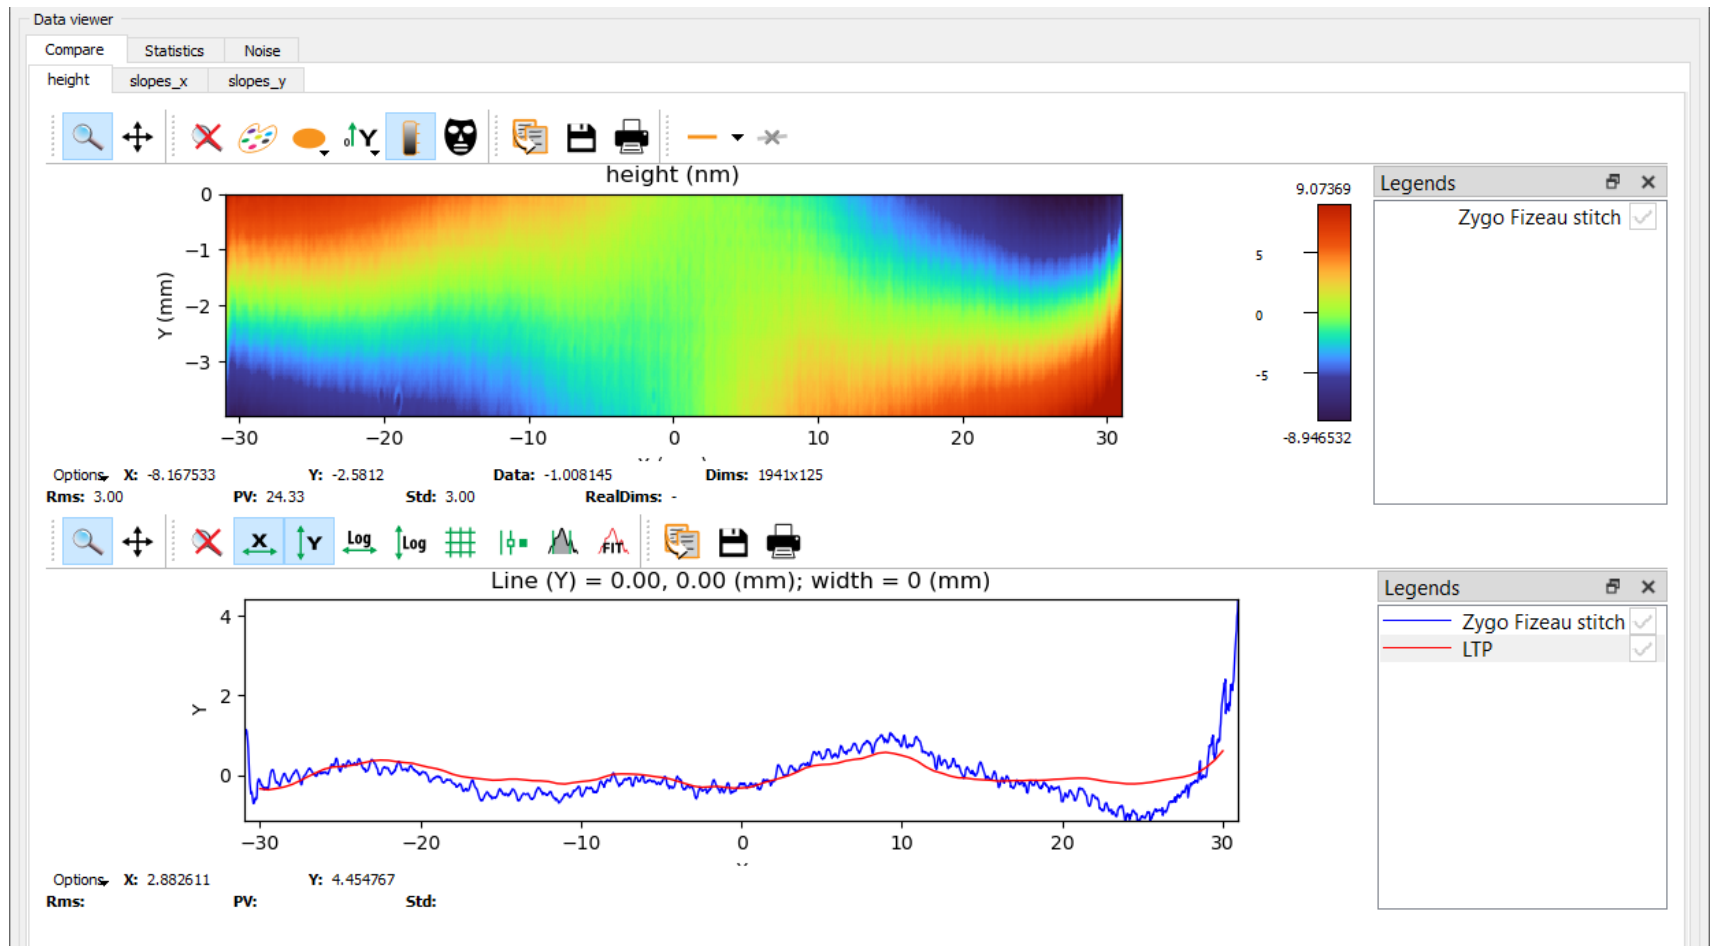 Data viewer
Compare Statistics Noise
height slopes_x slopes_y
Y
height (nm)
Legends
Zygo Fizeau stitch
9.07369
5
0
-5
-8.946532
0
−1
−2
−3
Y (mm)
−30 −20 −10 0 10 20 30
Options X: -8.167533 Y: -2.5812 Data: -1.008145 Dims: 1941x125
Rms: 3.00 PV: 24.33 Std: 3.00 RealDims: -
X Y Log Log FIT
Line (Y) = 0.00, 0.00 (mm); width = 0 (mm)
Legends
Zygo Fizeau stitch
LTP
4
2
0
Y
−30 −20 −10 0 10 20 30
Options X: 2.882611 Y: 4.454767
Rms: PV: Std: